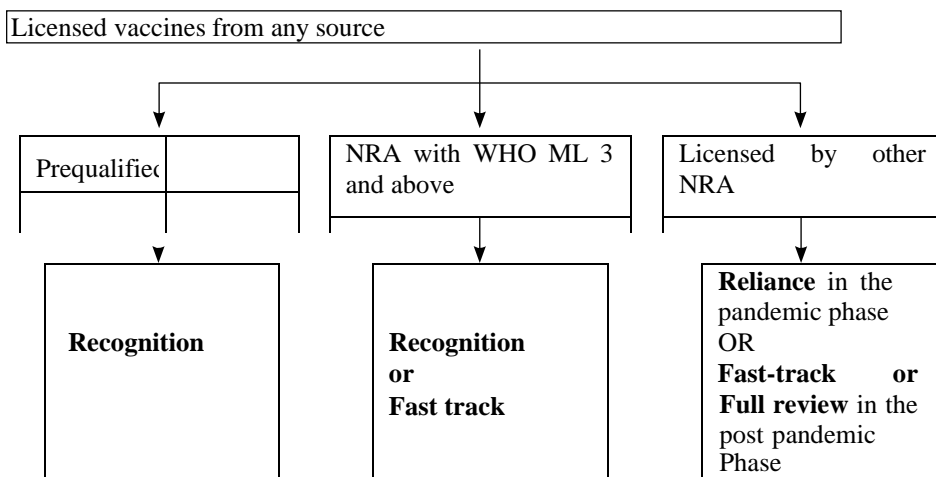 Licensed vaccines from any source
Prequalified
NRA with WHO ML 3
and above
Licensed by other
NRA
Recognition
Recognition
or
Fast track
Reliance in the
pandemic phase
OR
Fast-track or
Full review in the
post pandemic
Phase